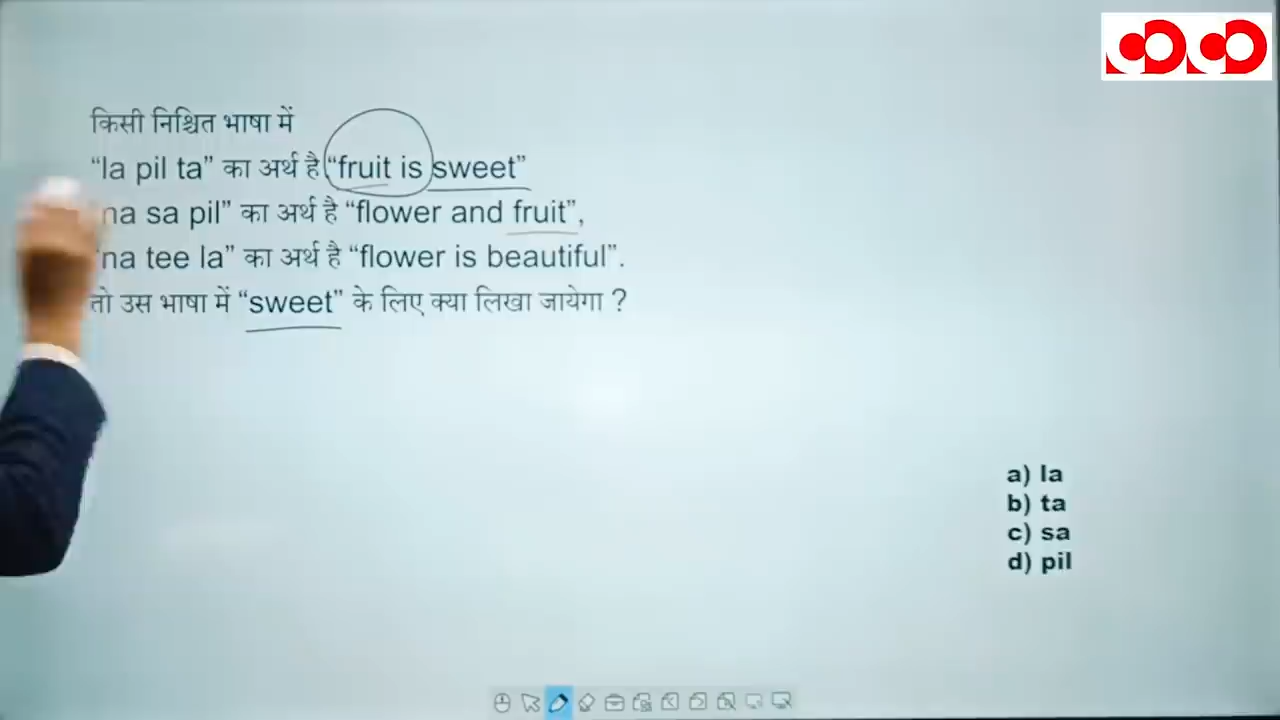 किसी निश्चित भाषा में
“la pil ta” का अर्थ है “fruit is sweet”
na sa pil” का अर्थ है “flower and fruit”,
na tee la” का अर्थ है “flower is beautiful”.
तो उस भाषा में “sweet” के लिए क्या लिखा जायेगा ?
a) la
b) ta
c) sa
d) pil